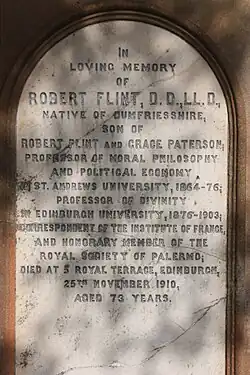 IN
LOVING MEMORY
OF
ROBERT FLINT, D.D., LL.D.,
NATIVE OF DUMFRIESSHIRE,
SON OF
ROBERT FLINT AND GRACE PATERSON;
PROFESSOR OF MORAL PHILOSOPHY
AND POLITICAL ECONOMY
IN ST. ANDREWS UNIVERSITY, 1864-76;
PROFESSOR OF DIVINITY
IN EDINBURGH UNIVERSITY, 1876-1903;
CORRESPONDENT OF THE INSTITUTE OF FRANCE,
AND HONORARY MEMBER OF THE
ROYAL SOCIETY OF PALERMO;
DIED AT 5 ROYAL TERRACE, EDINBURGH,
25TH NOVEMBER 1910,
AGED 73 YEARS.